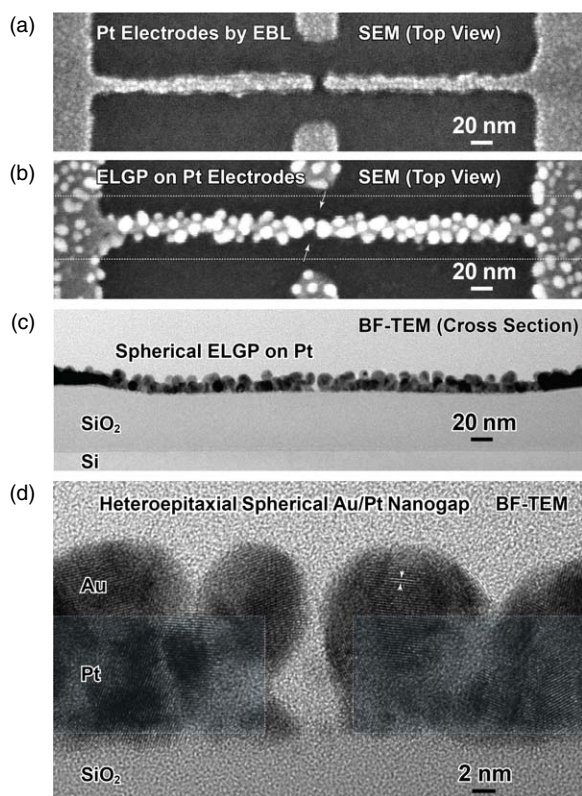 (a)
Pt Electrodes by EBL SEM (Top View)
20 nm
(b)
ELGP on Pt Electrodes SEM (Top View)
20 nm
(c)
BF-TEM (Cross Section)
Spherical ELGP on Pt
SiO₂
20 nm
Si
(d)
Heteroepitaxial Spherical Au/Pt Nanogap BF-TEM
Au
Pt
SiO₂
2 nm